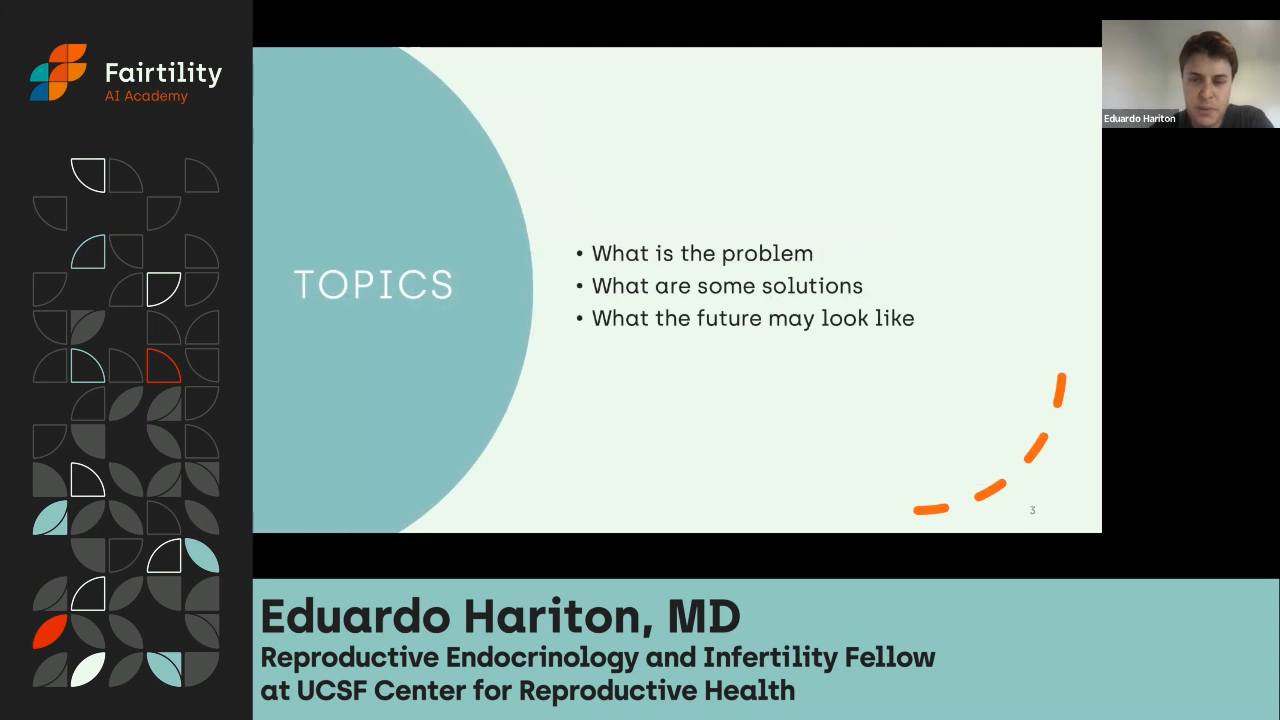 Fairtility
AI Academy
TOPICS
• What is the problem
• What are some solutions
• What the future may look like
3
Eduardo Hariton
Eduardo Hariton, MD
Reproductive Endocrinology and Infertility Fellow
at UCSF Center for Reproductive Health